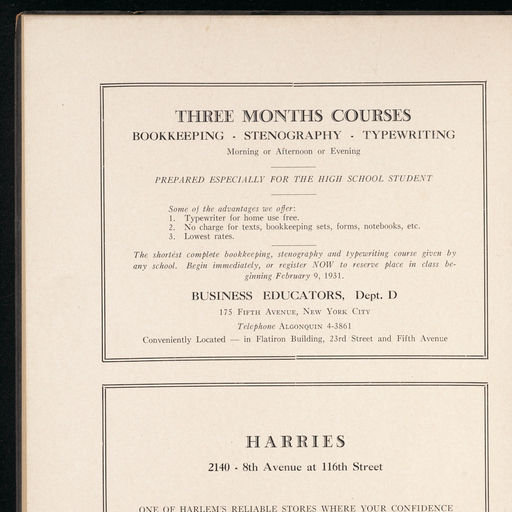 THREE MONTHS COURSES
BOOKKEEPING - STENOGRAPHY - TYPEWRITING
Morning or Afternoon or Evening
PREPARED ESPECIALLY FOR THE HIGH SCHOOL STUDENT
Some of the advantages we offer:
1. Typewriter for home use free.
2. No charge for texts, bookkeeping sets, forms, notebooks, etc.
3. Lowest rates.
The shortest complete bookkeeping, stenography and typewriting course given by
any school. Begin immediately, or register NOW to reserve place in class be-
ginning February 9, 1931.
BUSINESS EDUCATORS, Dept. D
175 FIFTH AVENUE, NEW YORK CITY
Telephone ALGONQUIN 4-3861
Conveniently Located — in Flatiron Building, 23rd Street and Fifth Avenue
HARRIES
2140 - 8th Avenue at 116th Street
ONE OF HARLEM'S RELIABLE STORES WHERE YOUR CONFIDENCE